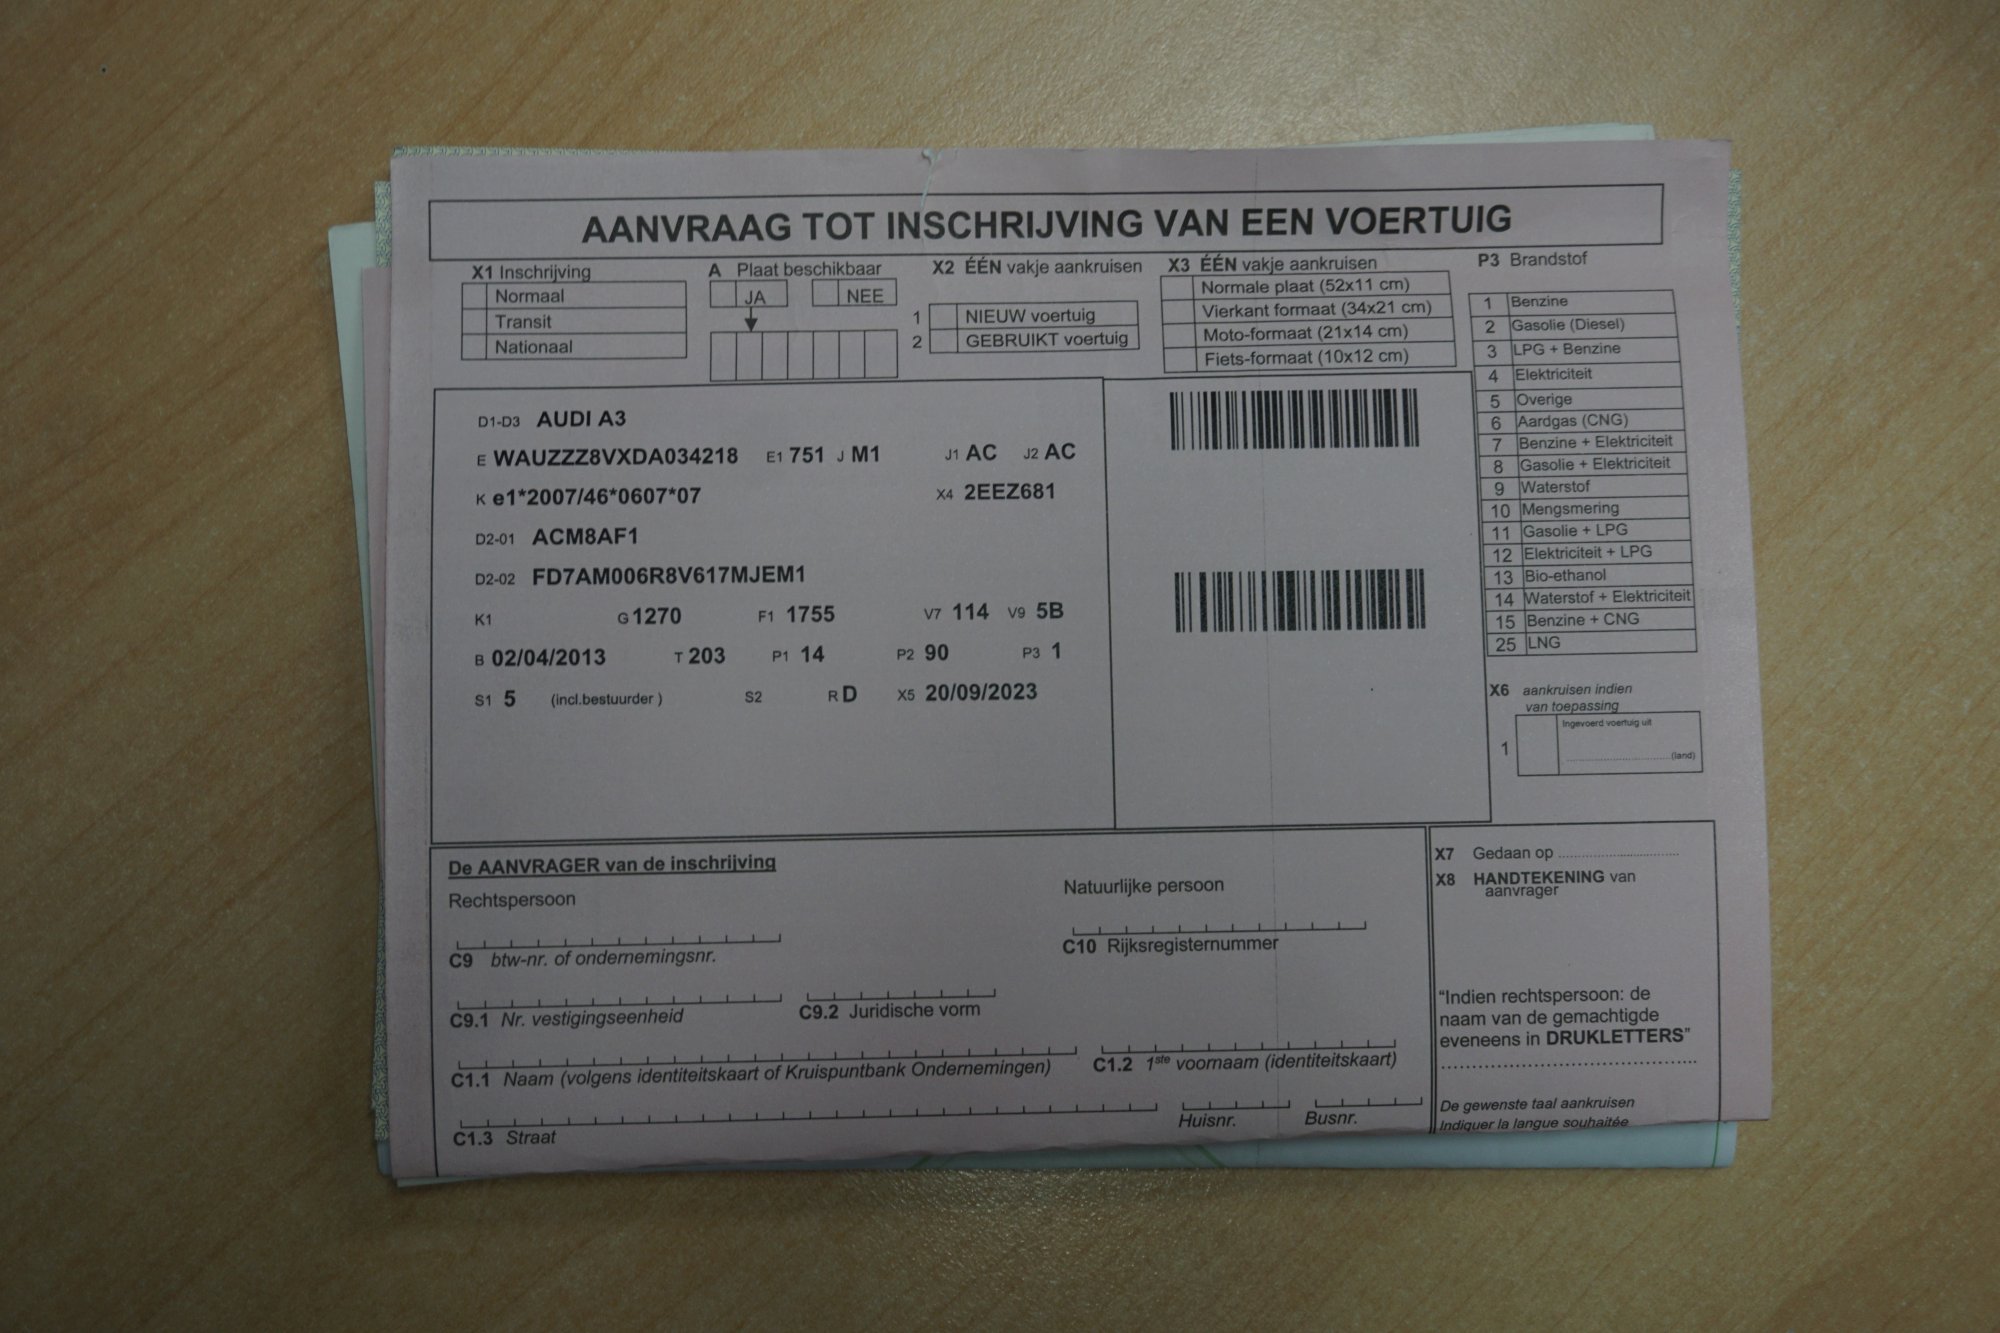 AANVRAAG TOT INSCHRIJVING VAN EEN VOERTUIG
X1 Inschrijving
Normaal
Transit
Nationaal
A Plaat beschikbaar
JA NEE
X2 ÉÉN vakje aankruisen
1 NIEUW voertuig
2 GEBRUIKT voertuig
X3 ÉÉN vakje aankruisen
Normale plaat (52x11 cm)
Vierkant formaat (34x21 cm)
Moto-formaat (21x14 cm)
Fiets-formaat (10x12 cm)
P3 Brandstof
1 Benzine
2 Gasolie (Diesel)
3 LPG + Benzine
4 Elektriciteit
5 Overige
6 Aardgas (CNG)
7 Benzine + Elektriciteit
8 Gasolie + Elektriciteit
9 Waterstof
10 Mengsmering
11 Gasolie + LPG
12 Elektriciteit + LPG
13 Bio-ethanol
14 Waterstof + Elektriciteit
15 Benzine + CNG
25 LNG
X6 aankruisen indien
van toepassing
Ingevoerd voertuig uit
1 (land)
D1-D3 AUDI A3
E WAUZZZ8VXDA034218 E1 751 J M1 J1 AC J2 AC
K e1*2007/46*0607*07 X4 2EEZ681
D2-01 ACM8AF1
D2-02 FD7AM006R8V617MJEM1
K1 G 1270 F1 1755 V7 114 V9 5B
B 02/04/2013 T 203 P1 14 P2 90 P3 1
S1 5 (incl.bestuurder ) S2 R D X5 20/09/2023
De AANVRAGER van de inschrijving
Rechtspersoon
Natuurlijke persoon
C9 btw-nr. of ondernemingsnr.
C10 Rijksregisternummer
C9.1 Nr. vestigingseenheid
C9.2 Juridische vorm
C1.1 Naam (volgens identiteitskaart of Kruispuntbank Ondernemingen)
C1.2 1ste voornaam (identiteitskaart)
C1.3 Straat
Huisnr. Busnr.
X7 Gedaan op
X8 HANDTEKENING van
aanvrager
"Indien rechtspersoon: de
naam van de gemachtigde
eveneens in DRUKLETTERS"
De gewenste taal aankruisen
Indiquer la langue souhaitée